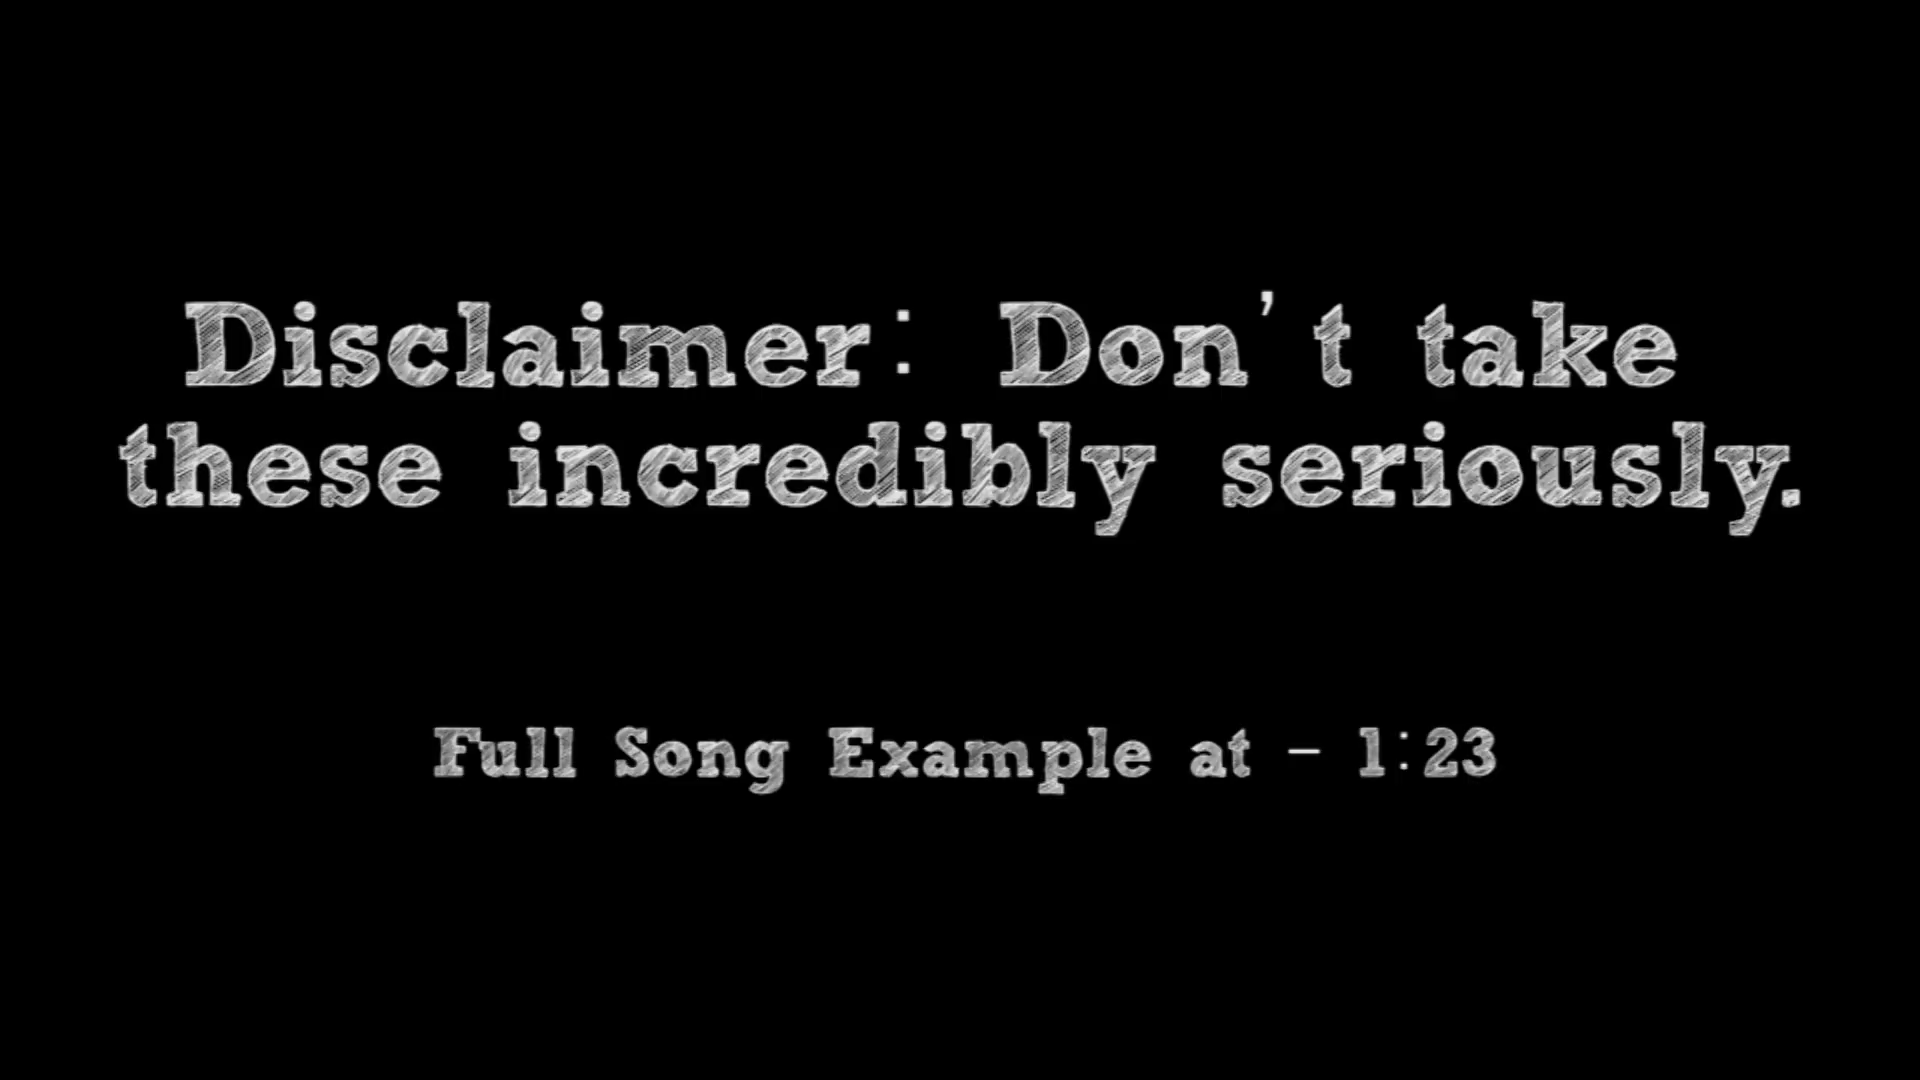 Disclaimer: Don't take
these incredibly seriously.
Full Song Example at - 1:23